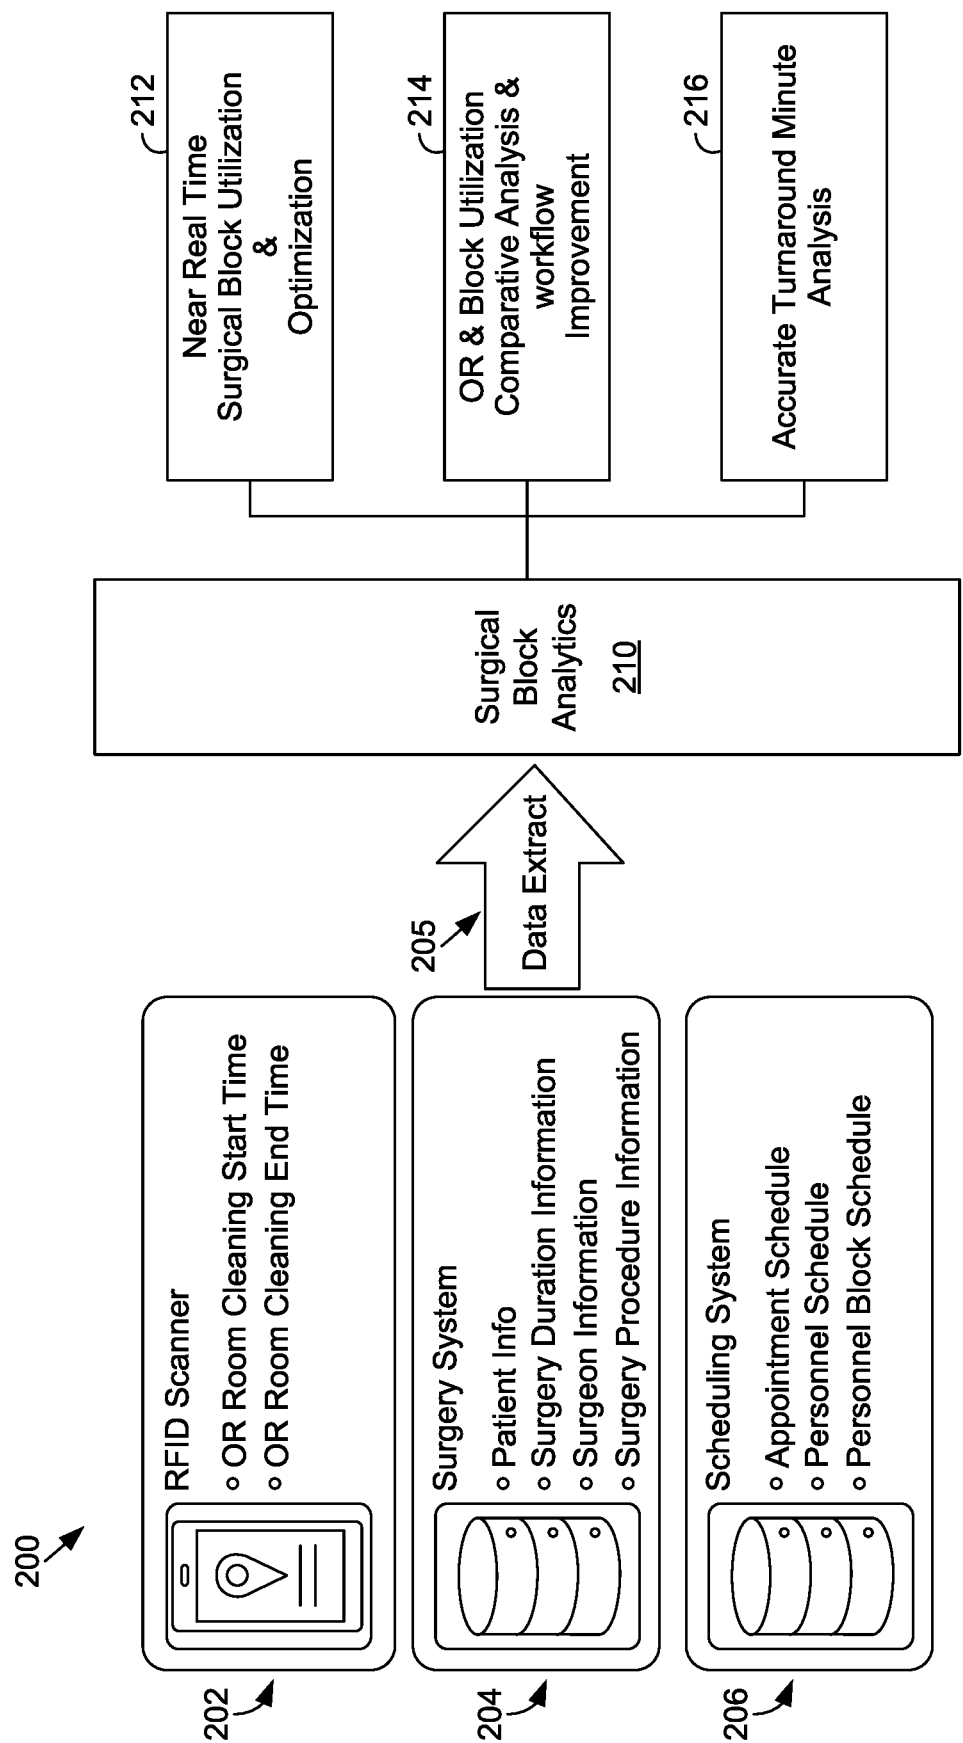 200
202
RFID Scanner
OR Room Cleaning Start Time
OR Room Cleaning End Time
204
Surgery System
Patient Info
Surgery Duration Information
Surgeon Information
Surgery Procedure Information
206
Scheduling System
Appointment Schedule
Personnel Schedule
Personnel Block Schedule
205
Data Extract
Surgical
Block
Analytics
210
212
Near Real Time
Surgical Block Utilization
&
Optimization
214
OR & Block Utilization
Comparative Analysis &
workflow
Improvement
216
Accurate Turnaround Minute
Analysis